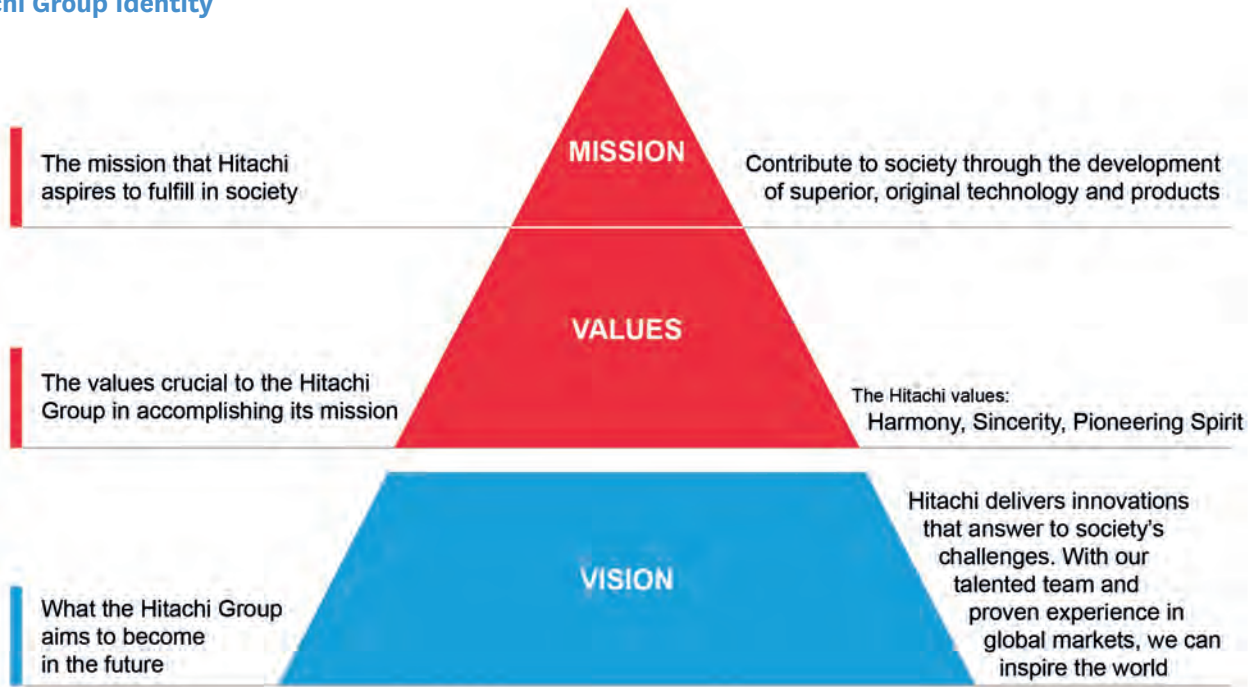 chi Group Identity
MISSION
The mission that Hitachi
aspires to fulfill in society
Contribute to society through the development
of superior, original technology and products
VALUES
The values crucial to the Hitachi
Group in accomplishing its mission
The Hitachi values:
Harmony, Sincerity, Pioneering Spirit
VISION
What the Hitachi Group
aims to become
in the future
Hitachi delivers innovations
that answer to society's
challenges. With our
talented team and
proven experience in
global markets, we can
inspire the world